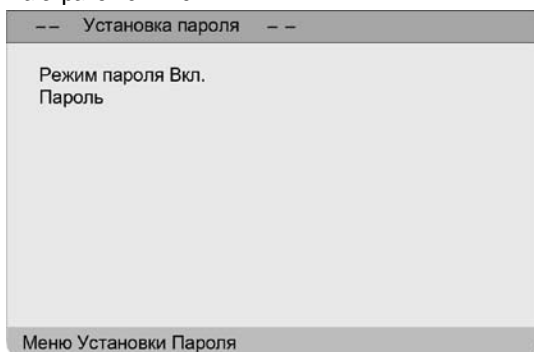 –– Установка пароля – –
Режим пароля Вкл.
Пароль
Меню Установки Пароля